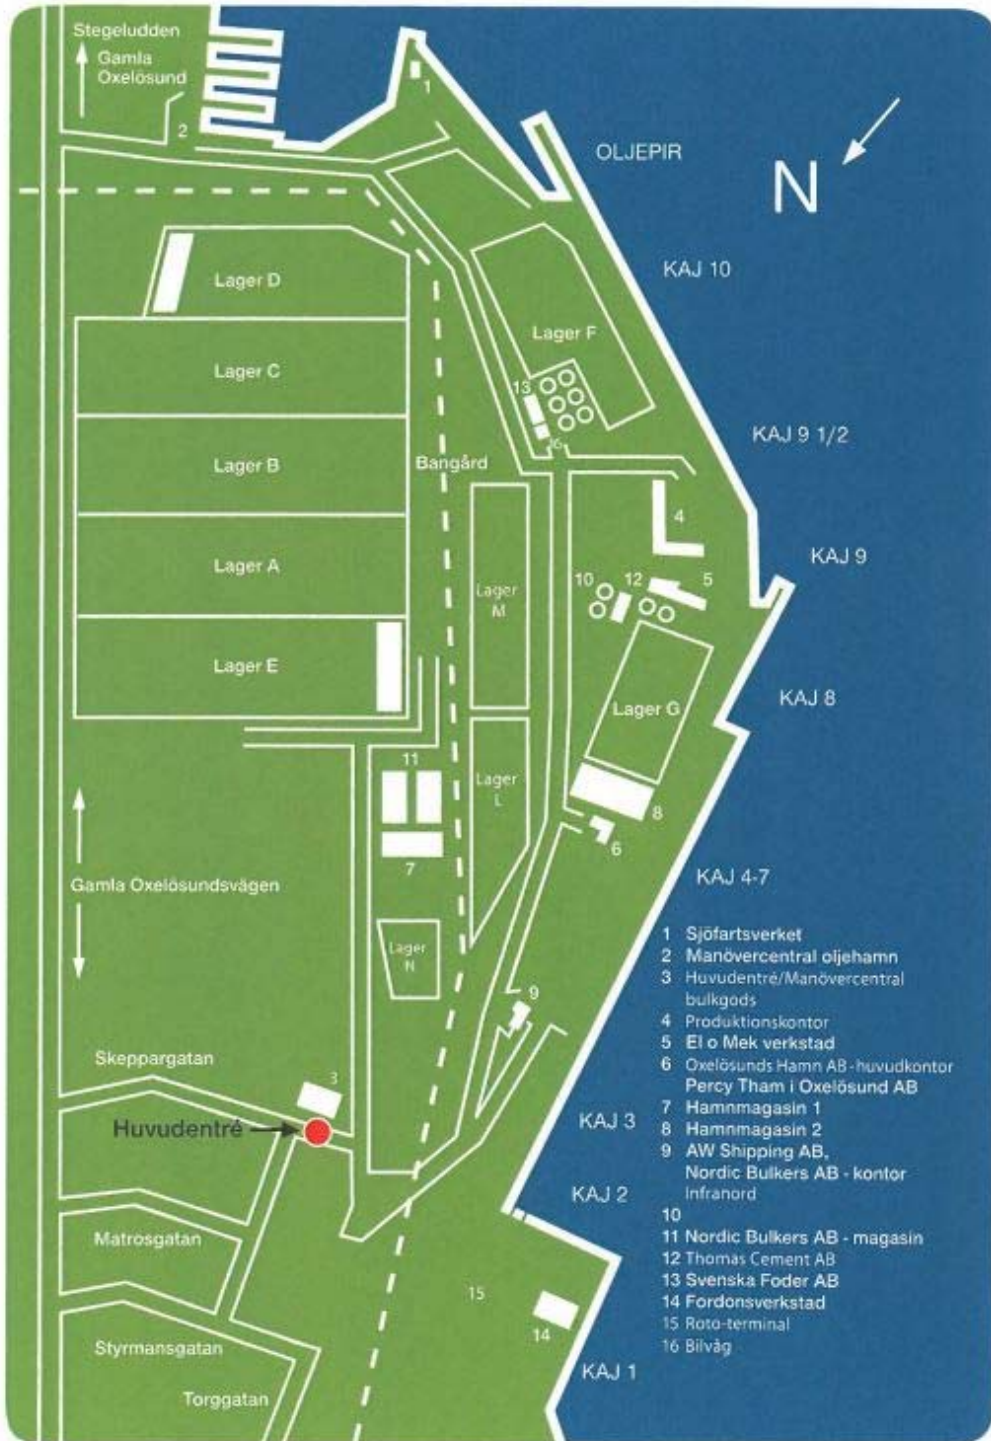 Stegeludden
Gamla
Oxelösund
1
2
OLJEPIR
N
KAJ 10
Lager D
Lager F
Lager C
13
KAJ 9 1/2
16
Bangård
Lager B
4
KAJ 9
Lager A
10
12
5
Lager
M
Lager E
KAJ 8
Lager G
11
Lager
L
8
7
6
KAJ 4-7
Gamla Oxelösundsvägen
Lager
N
9
Skeppargatan
3
Huvudentré
KAJ 3
KAJ 2
Matrosgatan
15
14
Styrmansgatan
KAJ 1
Torggatan
1 Sjöfartsverket
2 Manövercentral oljehamn
3 Huvudentré/Manövercentral
bulkgods
4 Produktionskontor
5 El o Mek verkstad
6 Oxelösunds Hamn AB - huvudkontor
Percy Tham i Oxelösund AB
7 Hamnmagasin 1
8 Hamnmagasin 2
9 AW Shipping AB,
Nordic Bulkers AB - kontor
Infranord
10
11 Nordic Bulkers AB - magasin
12 Thomas Cement AB
13 Svenska Foder AB
14 Fordonsverkstad
15 Roto-terminal
16 Bilvåg